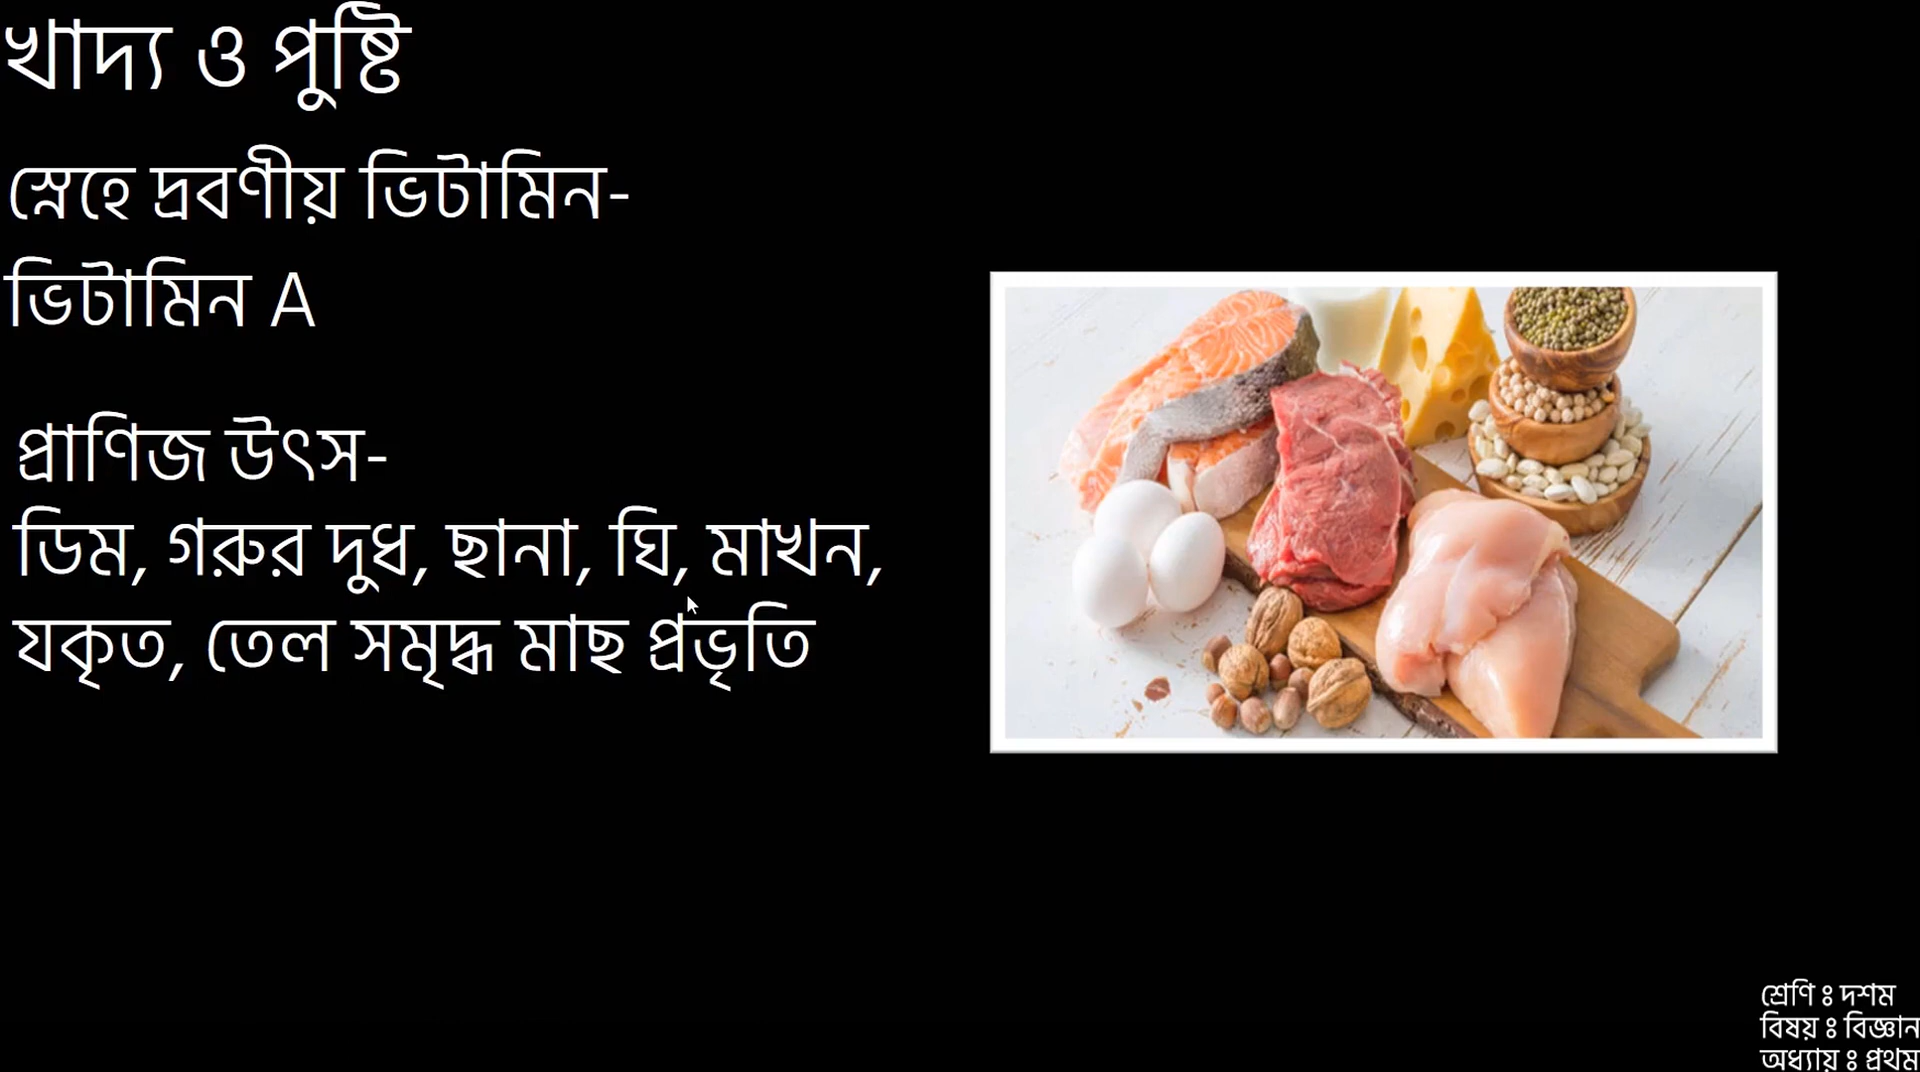 খাদ্য ও পুষ্টি
স্নেহে দ্রবণীয় ভিটামিন-
ভিটামিন A
প্রাণিজ উৎস-
ডিম, গরুর দুধ, ছানা, ঘি, মাখন,
যকৃত, তেল সমৃদ্ধ মাছ প্রভৃতি
শ্রেণি ঃ দশম
বিষয় ঃ বিজ্ঞান
অধ্যায় ঃ প্রথম